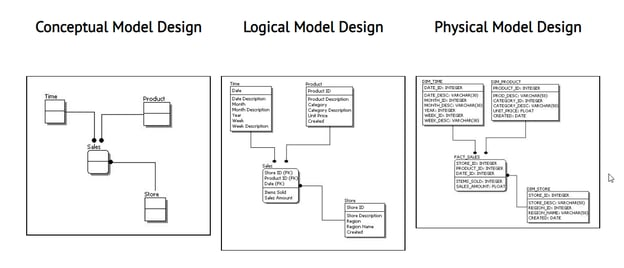 Conceptual Model Design
Logical Model Design
Physical Model Design
Time
Product
Sales
Store
Time
Date
Date Description
Month
Month Description
Year
Week
Week Description
Product
Product ID
Product Description
Category
Category Description
Unit Price
Created
Sales
Store ID (FK)
Product ID (FK)
Date (FK)
Items Sold
Sales Amount
Store
Store ID
Store Description
Region
Region Name
Created
DIM_TIME
DATE_ID: INTEGER
DATE_DESC: VARCHAR(30)
MONTH_ID: INTEGER
MONTH_DESC: VARCHAR(30)
YEAR: INTEGER
WEEK_ID: INTEGER
WEEK_DESC: VARCHAR(30)
DIM_PRODUCT
PRODUCT_ID: INTEGER
PROD_DESC: VARCHAR(50)
CATEGORY_ID: INTEGER
CATEGORY_DESC: VARCHAR(50)
UNIT_PRICE: FLOAT
CREATED: DATE
FACT_SALES
STORE_ID: INTEGER
PRODUCT_ID: INTEGER
DATE_ID: INTEGER
ITEMS_SOLD: INTEGER
SALES_AMOUNT: FLOAT
DIM_STORE
STORE_ID: INTEGER
STORE_DESC: VARCHAR(50)
REGION_ID: INTEGER
REGION_NAME: VARCHAR(50)
CREATED: DATE